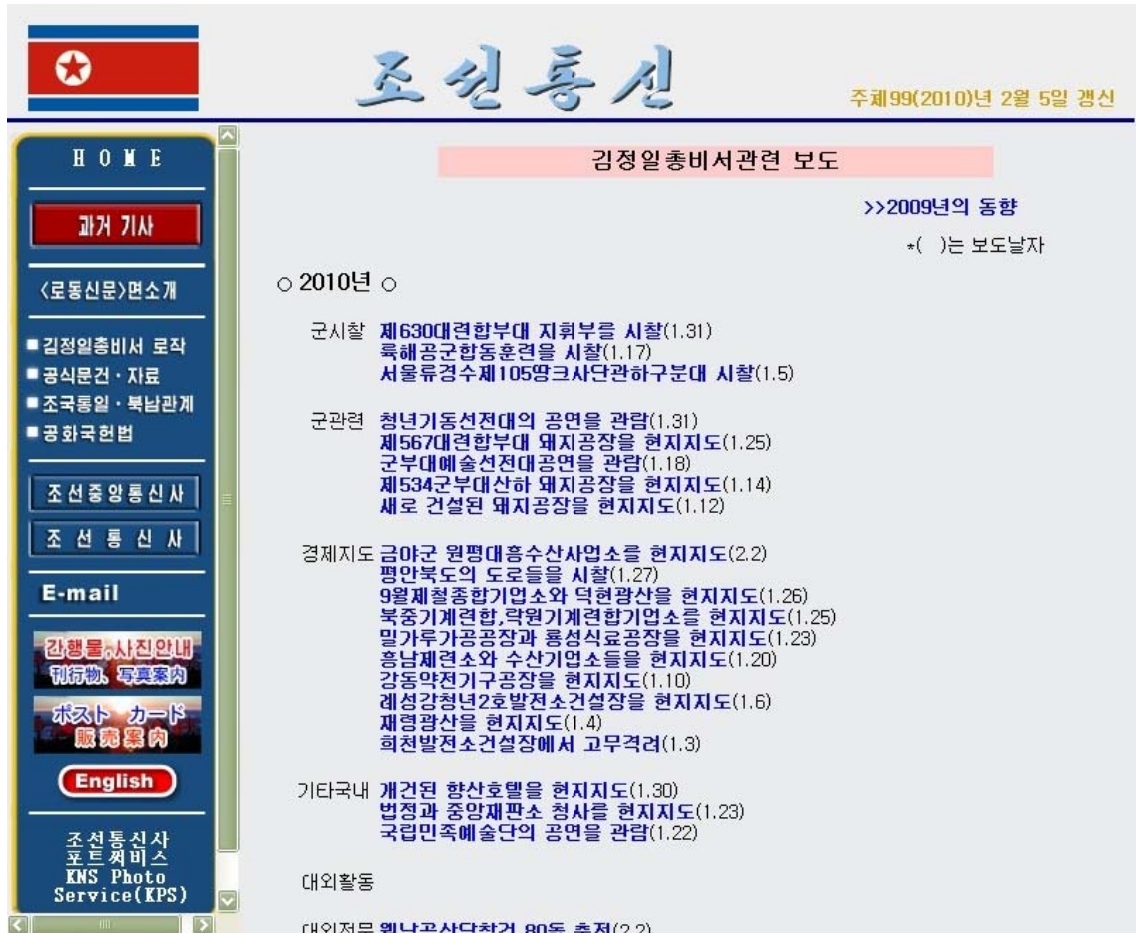 조선통신
주체99(2010)년 2월 5일 갱신
HOME
과거 기사
<로동신문>면소개
김정일총비서 로작
공식문건·자료
조국통일·북남관계
공화국헌법
조선중앙통신사
조선통신사
E-mail
간행물。사진안내
刊行物、写真案内
ポスト カード
販売案内
English
조선통신사
포트써비스
KNS Photo
Service(KPS)
김정일총비서관련 보도
>>2009년의 동향
*( )는 보도날자
○ 2010년 ○
군시찰 제630대련합부대 지휘부를 시찰(1.31)
륙해공군합동훈련을 시찰(1.17)
서울류경수제105땅크사단관하구분대 시찰(1.5)
군관련 청년기동선전대의 공연을 관람(1.31)
제567대련합부대 돼지공장을 현지지도(1.25)
군부대예술선전대공연을 관람(1.18)
제534군부대산하 돼지공장을 현지지도(1.14)
새로 건설된 돼지공장을 현지지도(1.12)
경제지도 금야군 원평대흥수산사업소를 현지지도(2.2)
평안북도의 도로들을 시찰(1.27)
9월제철종합기업소와 덕현광산을 현지지도(1.26)
북중기계련합,락원기계련합기업소를 현지지도(1.25)
밀가루가공공장과 룡성식료공장을 현지지도(1.23)
흥남제련소와 수산기업소들을 현지지도(1.20)
강동약전기구공장을 현지지도(1.10)
례성강청년2호발전소건설장을 현지지도(1.6)
재령광산을 현지지도(1.4)
희천발전소건설장에서 고무격려(1.3)
기타국내 개건된 향산호텔을 현지지도(1.30)
법정과 중앙재판소 청사를 현지지도(1.23)
국립민족예술단의 공연을 관람(1.22)
대외활동
대외전문 웰남공산당창건 80돐 축전(2.2)